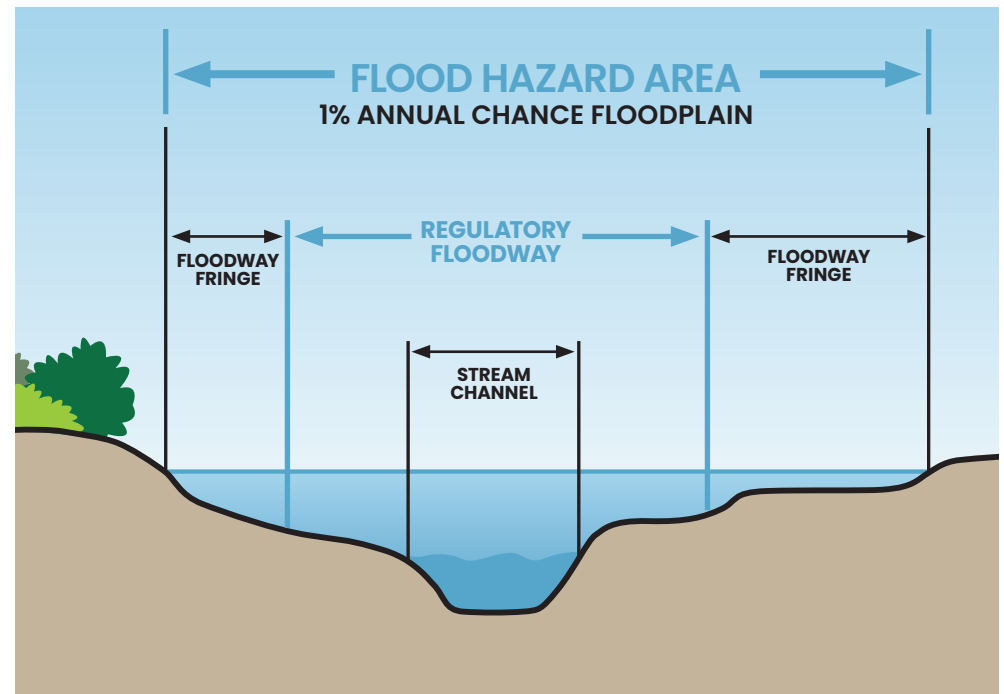 FLOOD HAZARD AREA
1% ANNUAL CHANCE FLOODPLAIN
REGULATORY
FLOODWAY
FLOODWAY
FRINGE
FLOODWAY
FRINGE
STREAM
CHANNEL